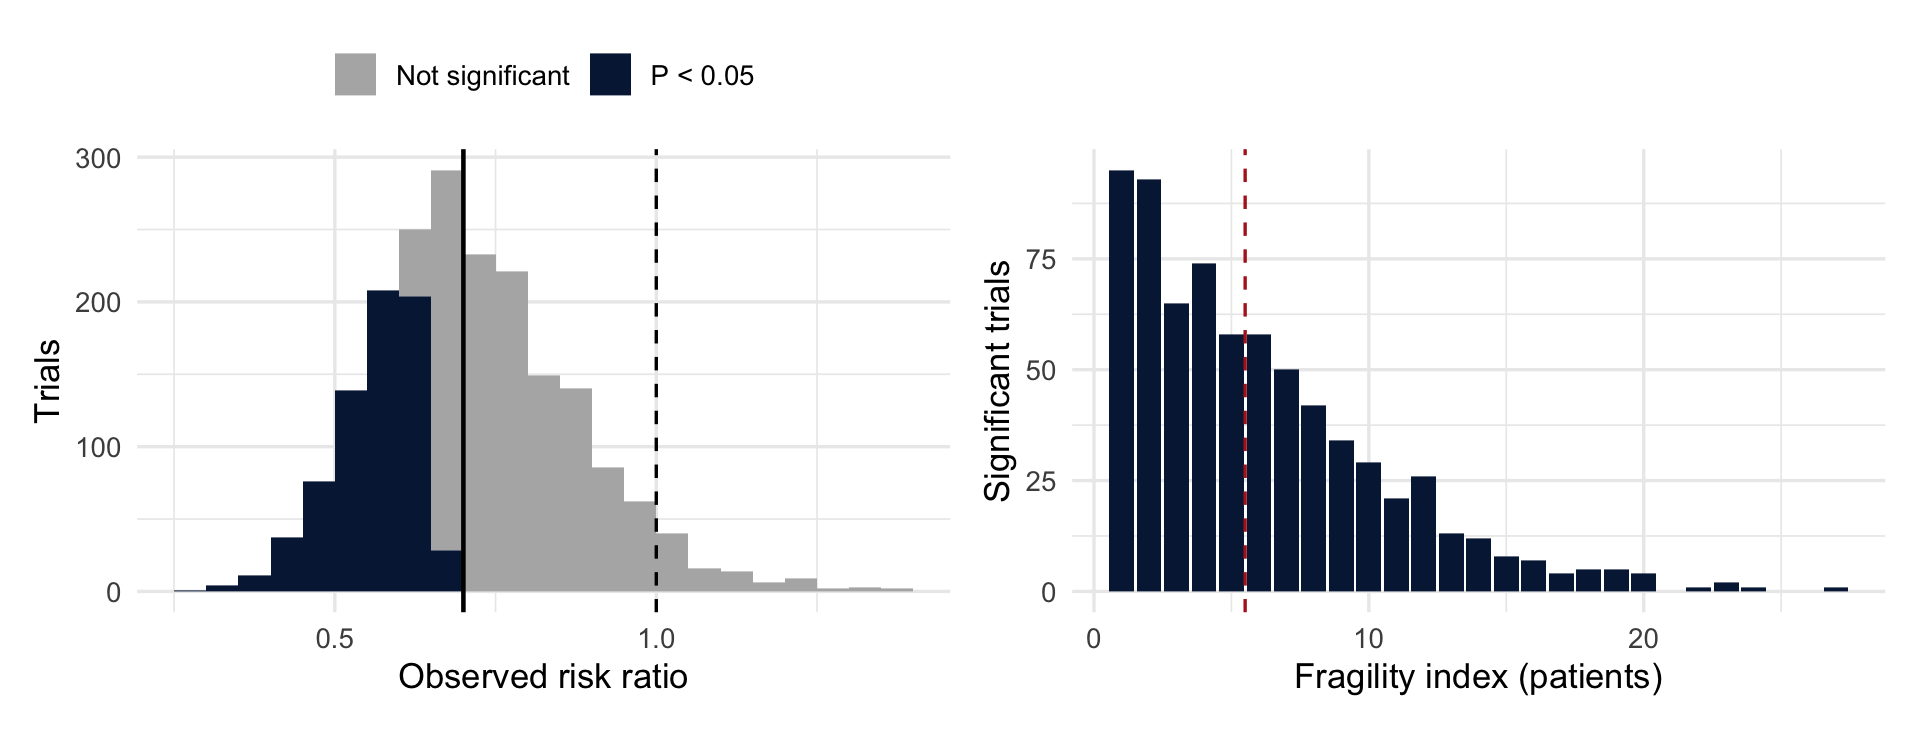 Not significant
P < 0.05
Trials
300
200
100
0
0.5
1.0
Observed risk ratio
Significant trials
75
50
25
0
0
10
20
Fragility index (patients)